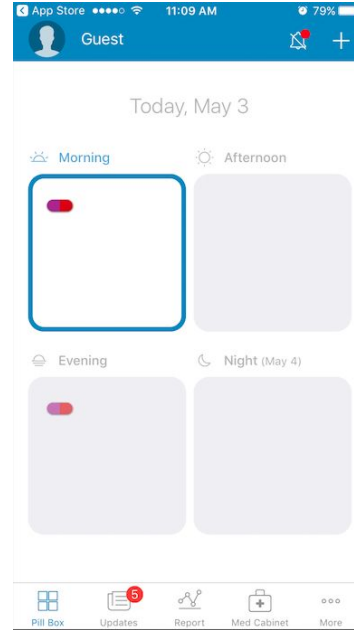 App Store 11:09 AM 79%
Guest
Today, May 3
Morning Afternoon
Evening Night (May 4)
5
Pill Box Updates Report Med Cabinet More